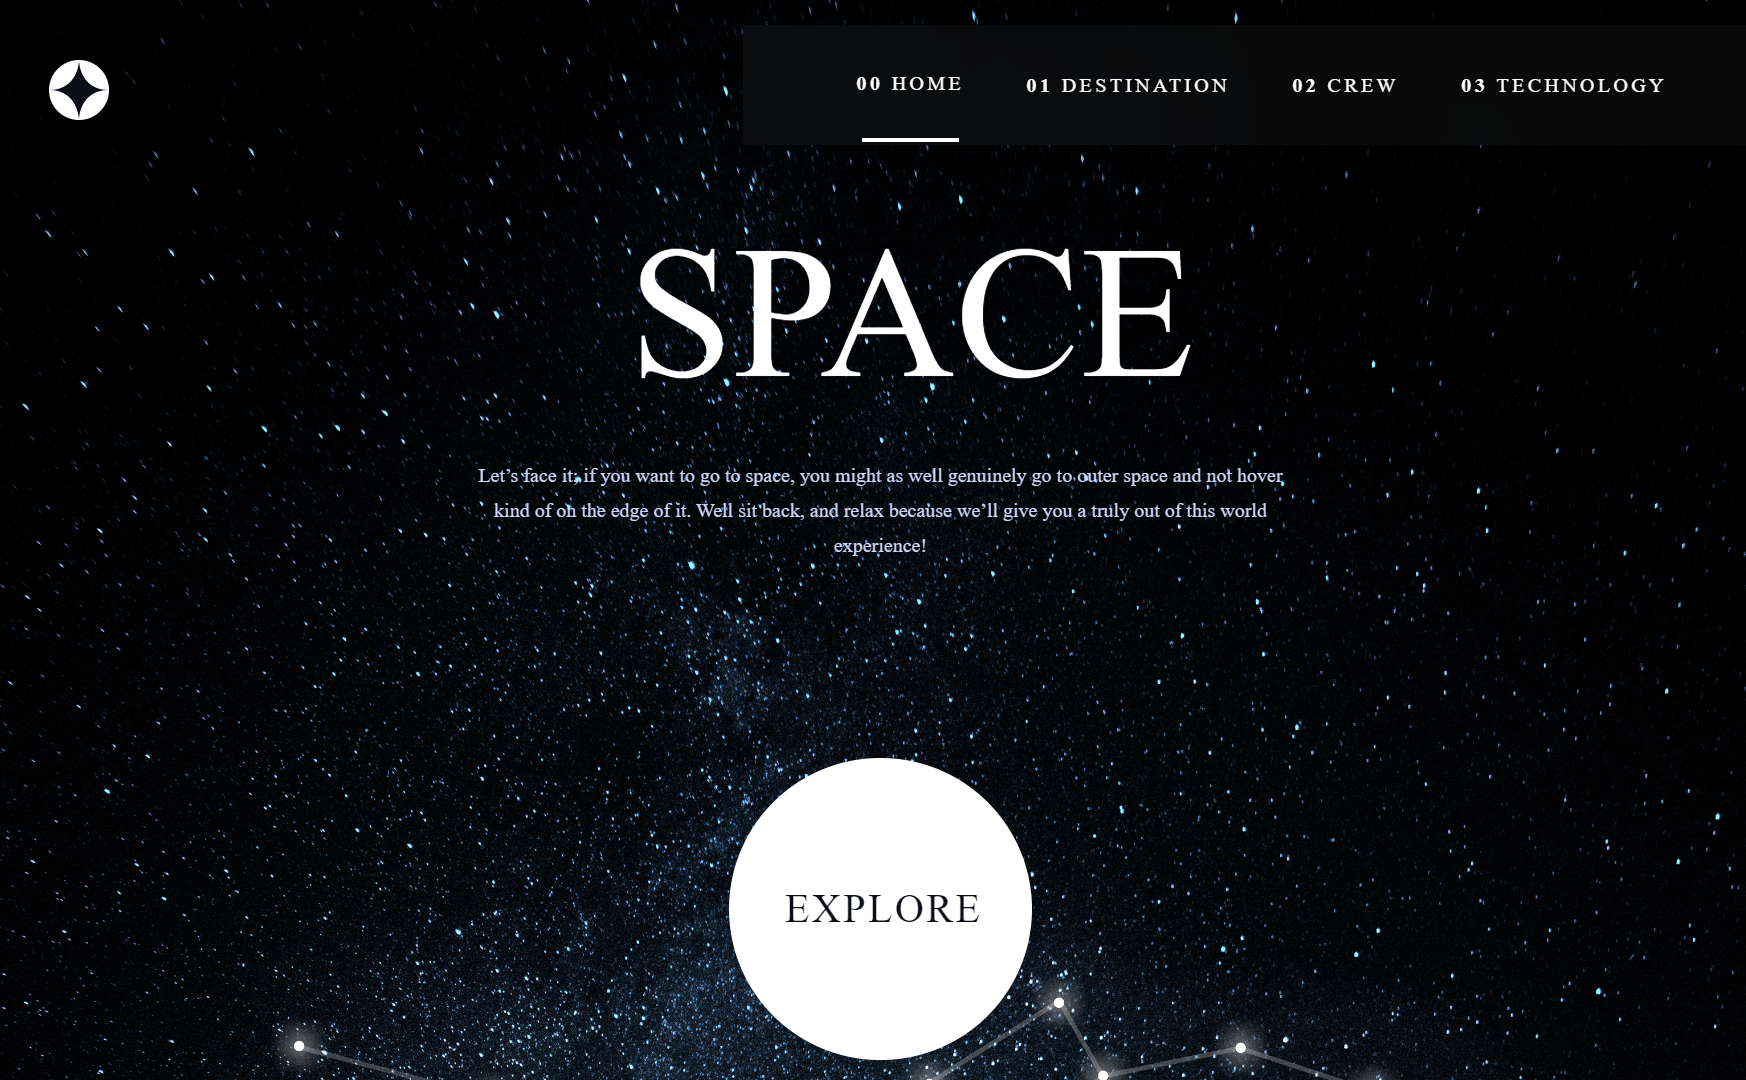 00 HOME 01 DESTINATION 02 CREW 03 TECHNOLOGY
SPACE
Let’s face it; if you want to go to space, you might as well genuinely go to outer space and not hover
kind of on the edge of it. Well sit back, and relax because we’ll give you a truly out of this world
experience!
EXPLORE